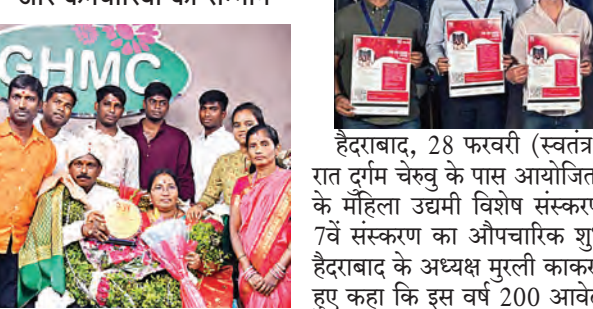 और कर्मचारियों का सम्मान
GHMC
हैदराबाद, 28 फरवरी (स्वतंत्र
रात दुर्गम चेरुवु के पास आयोजित
के महिला उद्यमी विशेष संस्करण
7वें संस्करण का औपचारिक शु
हैदराबाद के अध्यक्ष मुरली काकर
हुए कहा कि इस वर्ष 200 आवे